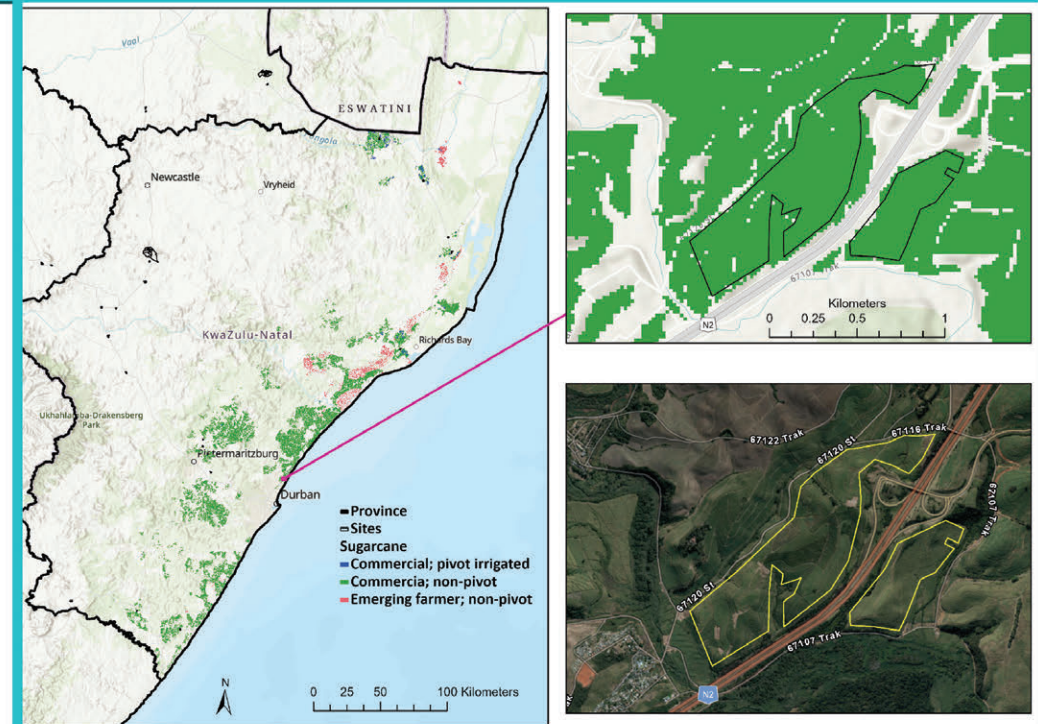 Vaal
ESWATINI
Newcastle
Vryheid
KwaZulu-Natal
Richards Bay
Ukhahlamba-Drakensberg
Park
Pietermaritzburg
Durban
Province
Sites
Sugarcane
Commercial; pivot irrigated
Commercia; non-pivot
Emerging farmer; non-pivot
N
0 25 50 100 Kilometers
67107 Trak
N2
Kilometers
0 0.25 0.5 1
67122 Trak
67120 St
67116 Trak
67107 Trak
67120 St
67107 Trak
N2